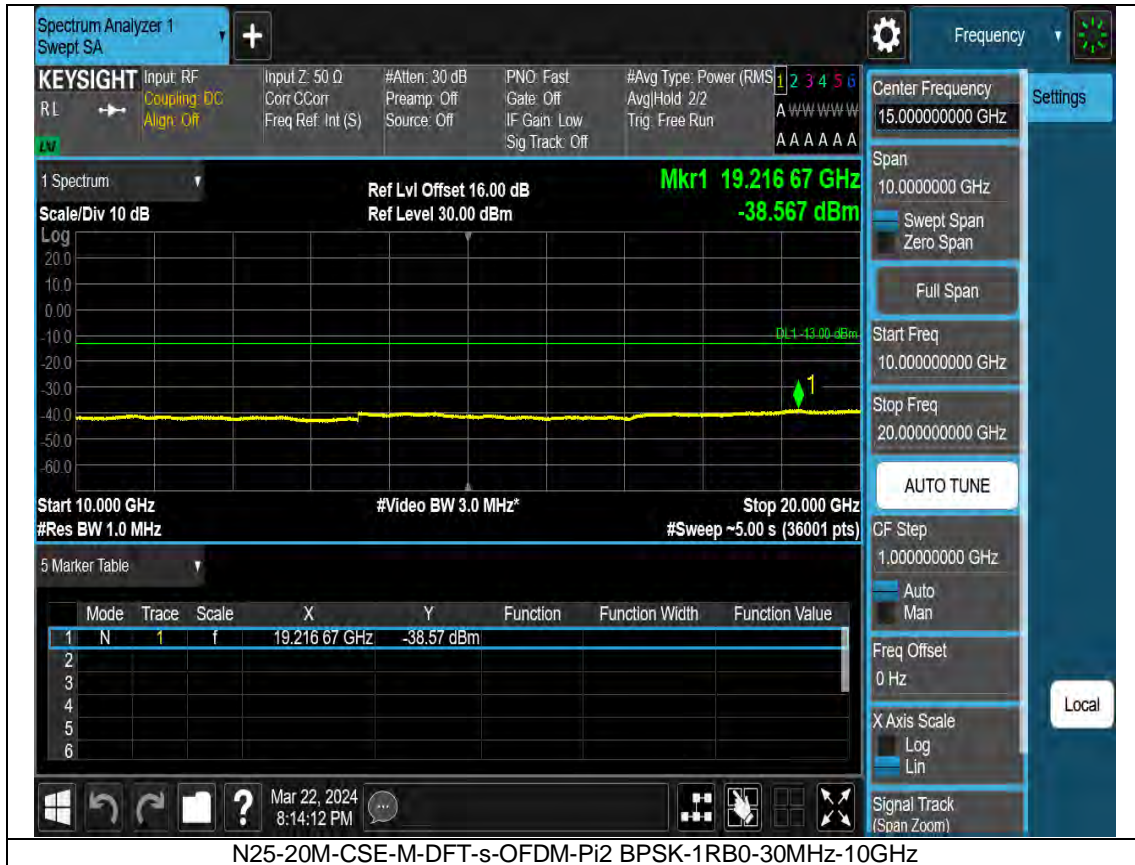 Spectrum Analyzer 1
Swept SA
+
Frequency
KEYSIGHT
RL
LXI
Input: RF
Coupling: DC
Align: Off
Input Z: 50 Ω
Corr CCorr
Freq Ref: Int (S)
#Atten: 30 dB
Preamp: Off
Source: Off
PNO: Fast
Gate: Off
IF Gain: Low
Sig Track: Off
#Avg Type: Power (RMS
Avg|Hold: 2/2
Trig: Free Run
1 2 3 4 5 6
A W W W W W
A A A A A A
1 Spectrum
Scale/Div 10 dB
Ref Lvl Offset 16.00 dB
Ref Level 30.00 dBm
Mkr1 19.216 67 GHz
-38.567 dBm
Log
20.0
10.0
0.00
-10.0
-20.0
-30.0
-40.0
-50.0
-60.0
DL1 -13.00 dBm
1
Start 10.000 GHz
#Video BW 3.0 MHz*
Stop 20.000 GHz
#Res BW 1.0 MHz
#Sweep ~5.00 s (36001 pts)
5 Marker Table
Mode Trace Scale X Y Function Function Width Function Value
1 N 1 f 19.216 67 GHz -38.57 dBm
2
3
4
5
6
?
Mar 22, 2024
8:14:12 PM
Center Frequency
15.000000000 GHz
Settings
Span
10.0000000 GHz
Swept Span
Zero Span
Full Span
Start Freq
10.000000000 GHz
Stop Freq
20.000000000 GHz
AUTO TUNE
CF Step
1.000000000 GHz
Auto
Man
Freq Offset
0 Hz
X Axis Scale
Log
Lin
Signal Track
(Span Zoom)
Local
N25-20M-CSE-M-DFT-s-OFDM-Pi2 BPSK-1RB0-30MHz-10GHz